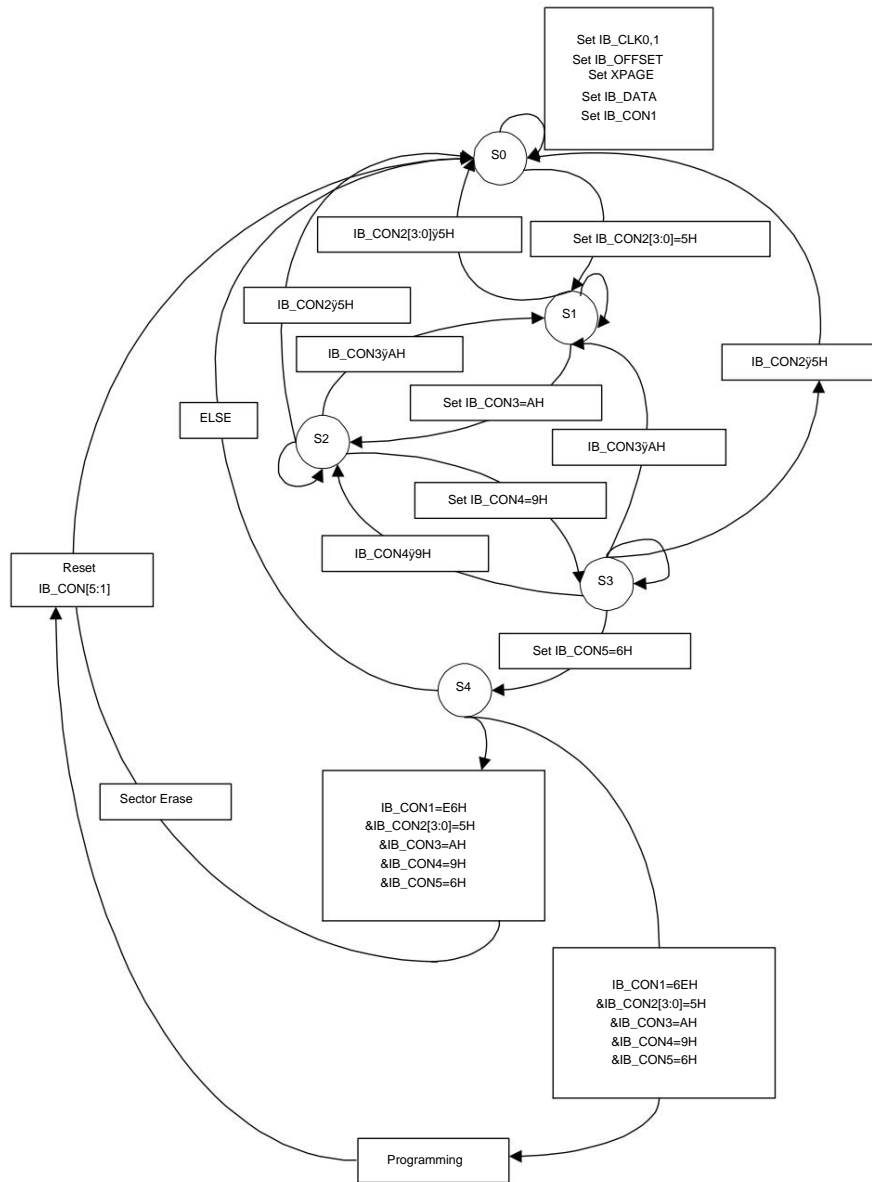 Set IB_CLK0,1
Set IB_OFFSET
Set XPAGE
Set IB_DATA
Set IB_CON1
S0
IB_CON2[3:0]ÿ5H
Set IB_CON2[3:0]=5H
IB_CON2ÿ5H
S1
IB_CON3ÿAH
IB_CON2ÿ5H
Set IB_CON3=AH
ELSE
S2
IB_CON3ÿAH
Set IB_CON4=9H
IB_CON4ÿ9H
Reset
IB_CON[5:1]
S3
Set IB_CON5=6H
S4
Sector Erase
IB_CON1=E6H
&IB_CON2[3:0]=5H
&IB_CON3=AH
&IB_CON4=9H
&IB_CON5=6H
IB_CON1=6EH
&IB_CON2[3:0]=5H
&IB_CON3=AH
&IB_CON4=9H
&IB_CON5=6H
Programming